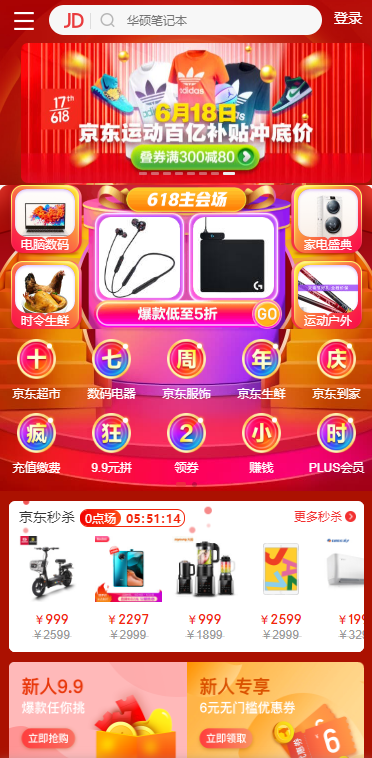 JD
华硕笔记本
登录
17th
618
adidas
adidas
adidas
6月18日
京东运动百亿补贴冲底价
叠券满300减80
618主会场
电脑数码
家电盛典
时令生鲜
爆款低至5折
GO
运动户外
十
七
周
年
庆
京东超市
数码电器
京东服饰
京东生鲜
京东到家
疯
狂
2
小
时
充值缴费
9.9元拼
领券
赚钱
PLUS会员
京东秒杀
0点场
05:51:14
更多秒杀
￥999
￥2297
￥999
￥2599
￥199
￥2599
￥2999
￥1899
￥2999
￥329
新人9.9
新人专享
爆款任你挑
6元无门槛优惠券
立即抢购
立即领取
6